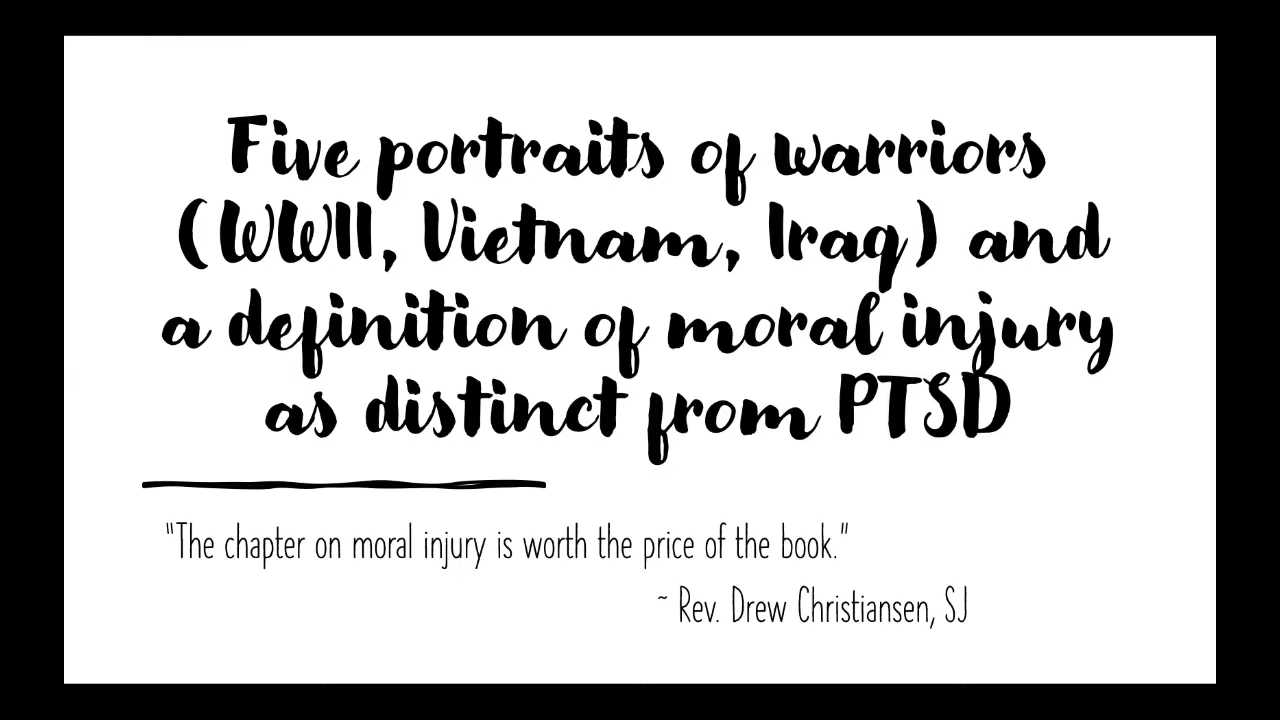 Five portraits of warriors
(WWII, Vietnam, Iraq) and
a definition of moral injury
as distinct from PTSD
"The chapter on moral injury is worth the price of the book."
~ Rev. Drew Christiansen, SJ